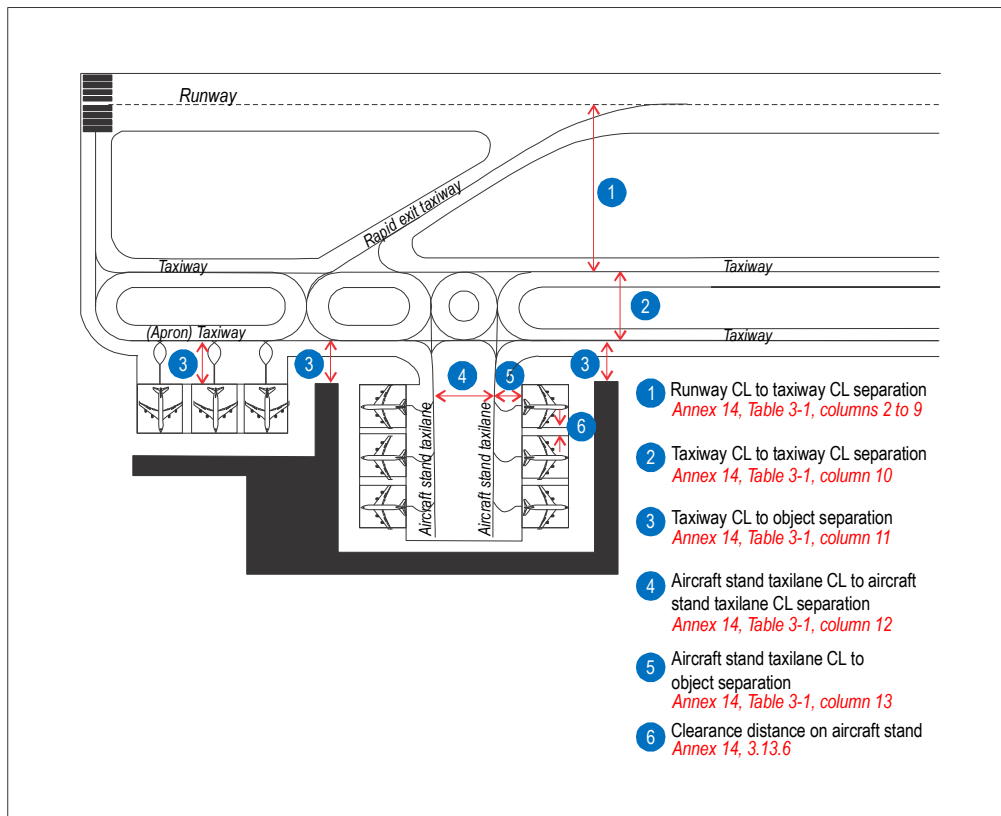 Runway
Rapid exit taxiway
1
Taxiway
Taxiway
2
(Apron) Taxiway
Taxiway
3
3
3
4
5
6
Aircraft stand taxilane
Aircraft stand taxilane
1 Runway CL to taxiway CL separation
Annex 14, Table 3-1, columns 2 to 9
2 Taxiway CL to taxiway CL separation
Annex 14, Table 3-1, column 10
3 Taxiway CL to object separation
Annex 14, Table 3-1, column 11
4 Aircraft stand taxilane CL to aircraft
stand taxilane CL separation
Annex 14, Table 3-1, column 12
5 Aircraft stand taxilane CL to
object separation
Annex 14, Table 3-1, column 13
6 Clearance distance on aircraft stand
Annex 14, 3.13.6